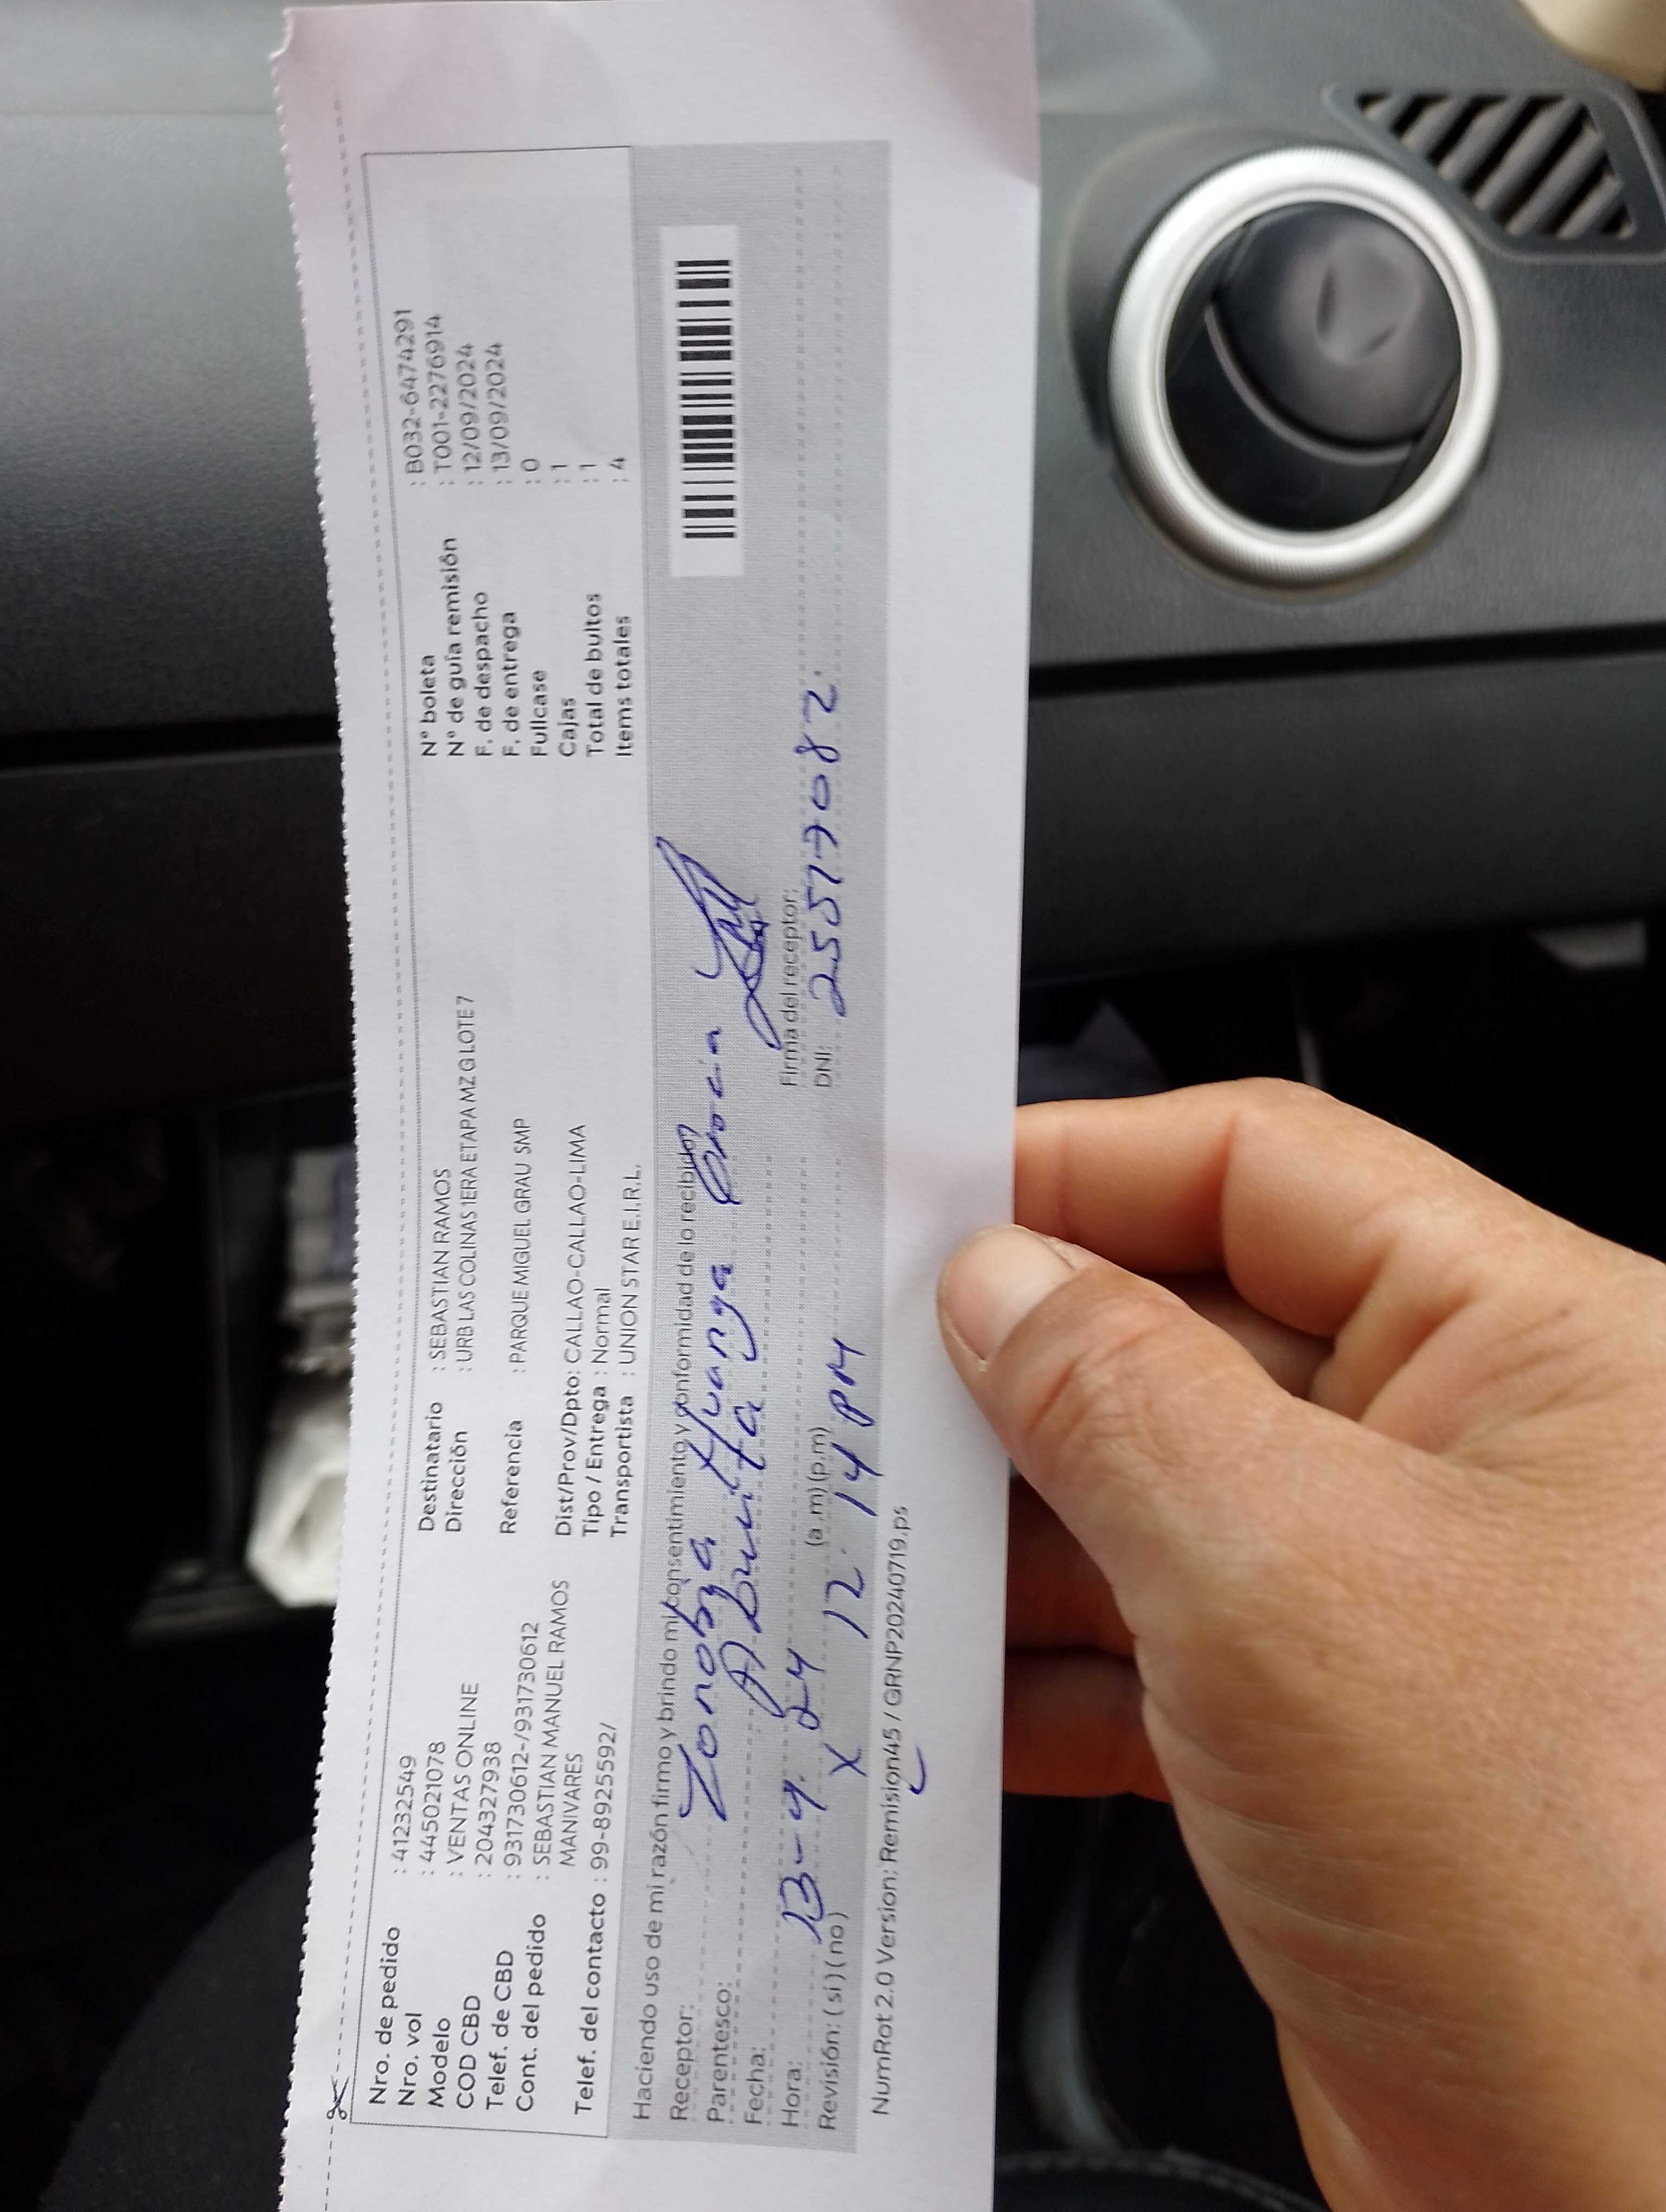 Nro. de pedido : 41232549
Nro. vol : 445021078
Modelo : VENTAS ONLINE
COD CBD : 204327938
Telef. de CBD : 931730612-/931730612
Cont. del pedido : SEBASTIAN MANUEL RAMOS
MANIVARES
Telef. del contacto : 99-8925592/
Destinatario : SEBASTIAN RAMOS
Dirección : URB LAS COLINAS 1ERA ETAPA MZ G LOTE 7
Referencia : PARQUE MIGUEL GRAU SMP
Dist/Prov/Dpto: CALLAO-CALLAO-LIMA
Tipo / Entrega : Normal
Transportista : UNION STAR E.I.R.L.
N° boleta : B032-6474291
N° de guía remisión : T001-2276914
F. de despacho : 12/09/2024
F. de entrega : 13/09/2024
Fullcase : 0
Cajas : 1
Total de bultos : 1
Items totales : 4
Haciendo uso de mi razón firmo y brindo mi consentimiento y conformidad de lo recibido
Receptor: Huanga
Parentesco: Abuelita
Fecha: 13-9. 24
Hora: 12: 14 PM (a.m) (p.m)
Revisión: ( si ) ( no ) X
Firma del receptor:
DNI: 25577082.
NumRot 2.0 Version: Remision45 / GRNP20240719.ps